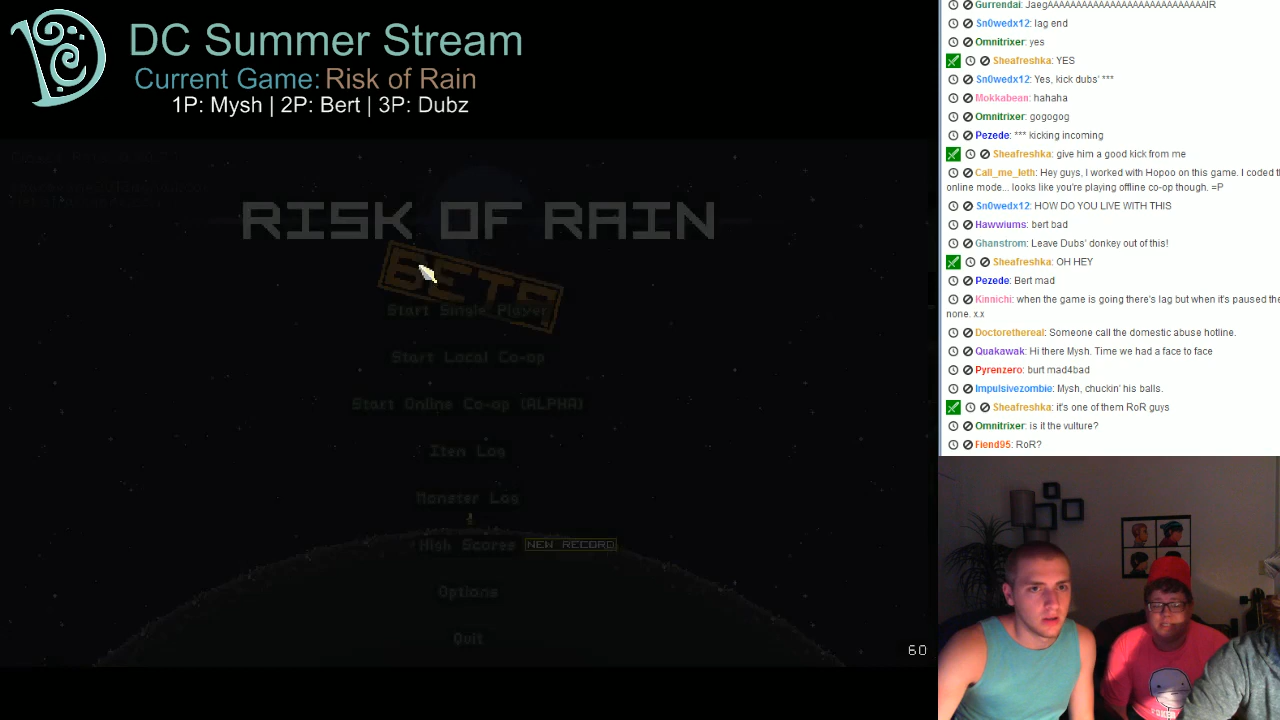 DC Summer Stream
Current Game: Risk of Rain
1P: Mysh | 2P: Bert | 3P: Dubz
RISK OF RAIN
BETA
Start Single Player
Start Local Co-op
Start Online Co-op (ALPHA)
Item Log
Monster Log
High Scores NEW RECORD
Options
Quit
60
Gurrendai: JaegAAAAAAAAAAAAAAAAAAAAAAAAAAAAIR
Sn0wedx12: lag end
Omnitrixer: yes
Sheafreshka: YES
Sn0wedx12: Yes, kick dubs' ***
Mokkabean: hahaha
Omnitrixer: gogogog
Pezede: *** kicking incoming
Sheafreshka: give him a good kick from me
Call_me_leth: Hey guys, I worked with Hopoo on this game. I coded the
online mode... looks like you're playing offline co-op though. =P
Sn0wedx12: HOW DO YOU LIVE WITH THIS
Hawwiums: bert bad
Ghanstrom: Leave Dubs' donkey out of this!
Sheafreshka: OH HEY
Pezede: Bert mad
Kinnichi: when the game is going there's lag but when it's paused the
none. x.x
Doctorethereal: Someone call the domestic abuse hotline.
Quakawak: Hi there Mysh. Time we had a face to face
Pyrenzero: burt mad4bad
Impulsivezombie: Mysh, chuckin' his balls.
Sheafreshka: it's one of them RoR guys
Omnitrixer: is it the vulture?
Fiend95: RoR?